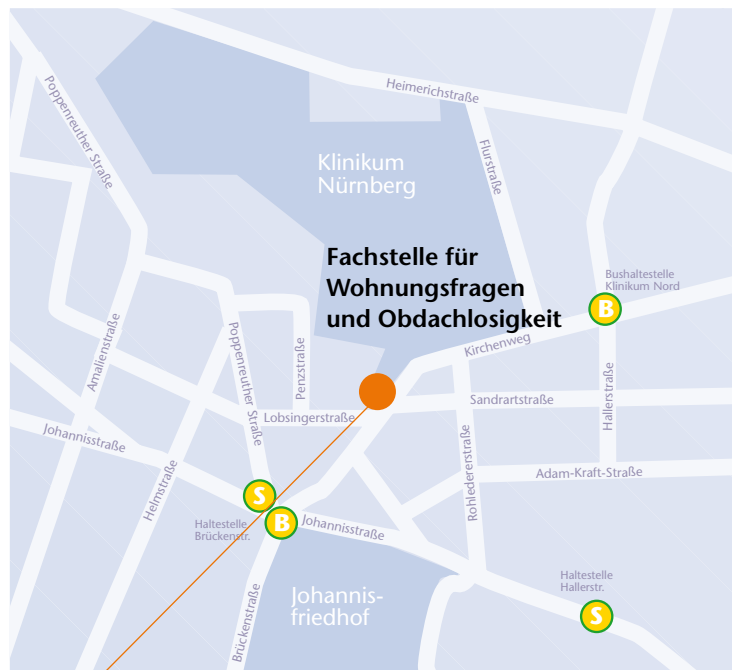 Heimerichstraße
Poppenreuther Straße
Flurstraße
Klinikum
Nürnberg
Fachstelle für
Wohnungsfragen
und Obdachlosigkeit
Bushaltestelle
Klinikum Nord
B
Kirchenweg
Amalienstraße
Poppenreuther Straße
Penzstraße
Hallerstraße
Sandrartstraße
Lobsingerstraße
Johannisstraße
Helmstraße
Rohledererstraße
Adam-Kraft-Straße
S
B
Haltestelle
Brückenstr.
Johannisstraße
Haltestelle
Hallerstr.
S
Johannis-
friedhof
Brückenstraße